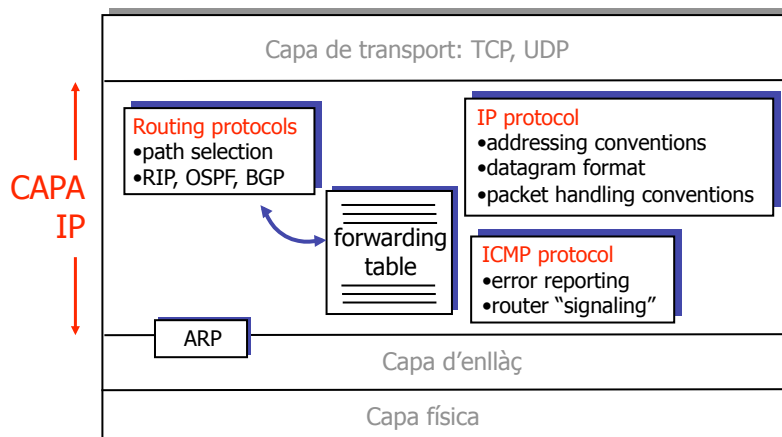 Capa de transport: TCP, UDP
CAPA
IP
Routing protocols
•path selection
•RIP, OSPF, BGP
forwarding
table
IP protocol
•addressing conventions
•datagram format
•packet handling conventions
ICMP protocol
•error reporting
•router “signaling”
ARP
Capa d’enllaç
Capa física